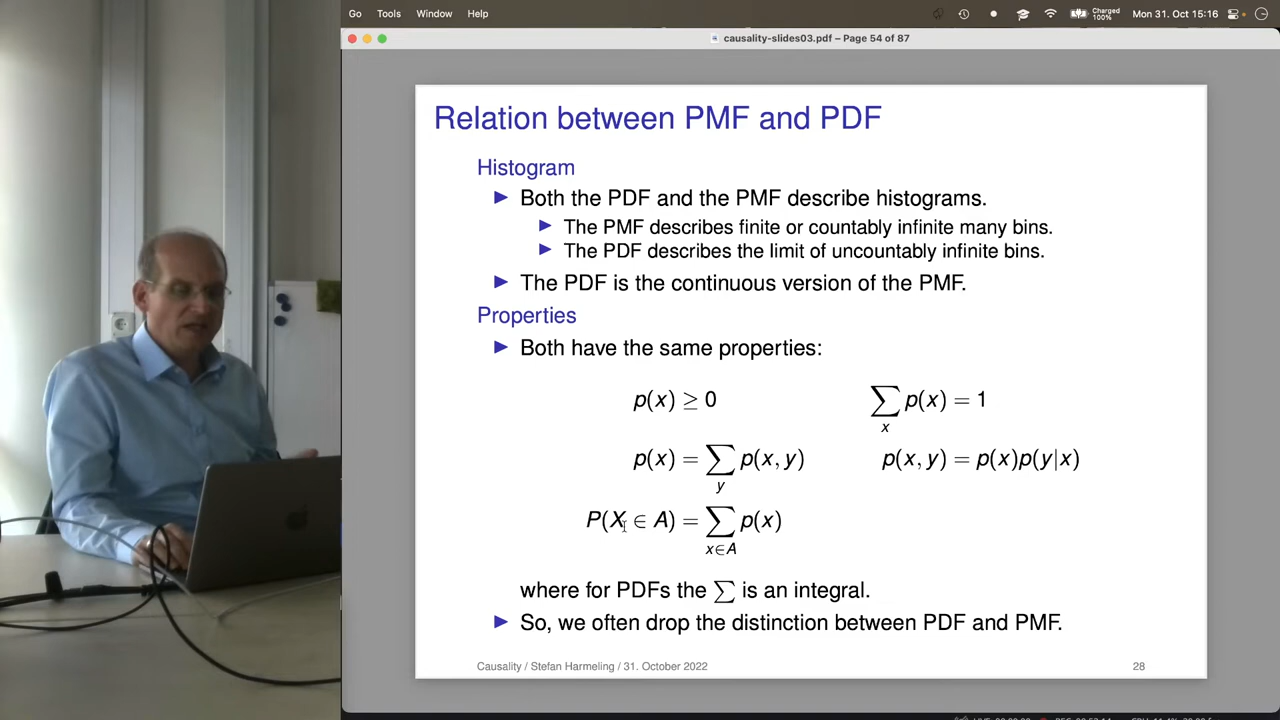 Go Tools Window Help
Charged
100%
Mon 31. Oct 15:16
causality-slides03.pdf – Page 54 of 87
Relation between PMF and PDF
Histogram
▶ Both the PDF and the PMF describe histograms.
▶ The PMF describes finite or countably infinite many bins.
▶ The PDF describes the limit of uncountably infinite bins.
▶ The PDF is the continuous version of the PMF.
Properties
▶ Both have the same properties:
p(x) ≥ 0 ∑ₓ p(x) = 1
p(x) = ∑_y p(x, y) p(x, y) = p(x)p(y|x)
P(X ∈ A) = ∑_{x∈A} p(x)
where for PDFs the ∑ is an integral.
▶ So, we often drop the distinction between PDF and PMF.
Causality / Stefan Harmeling / 31. October 2022 28